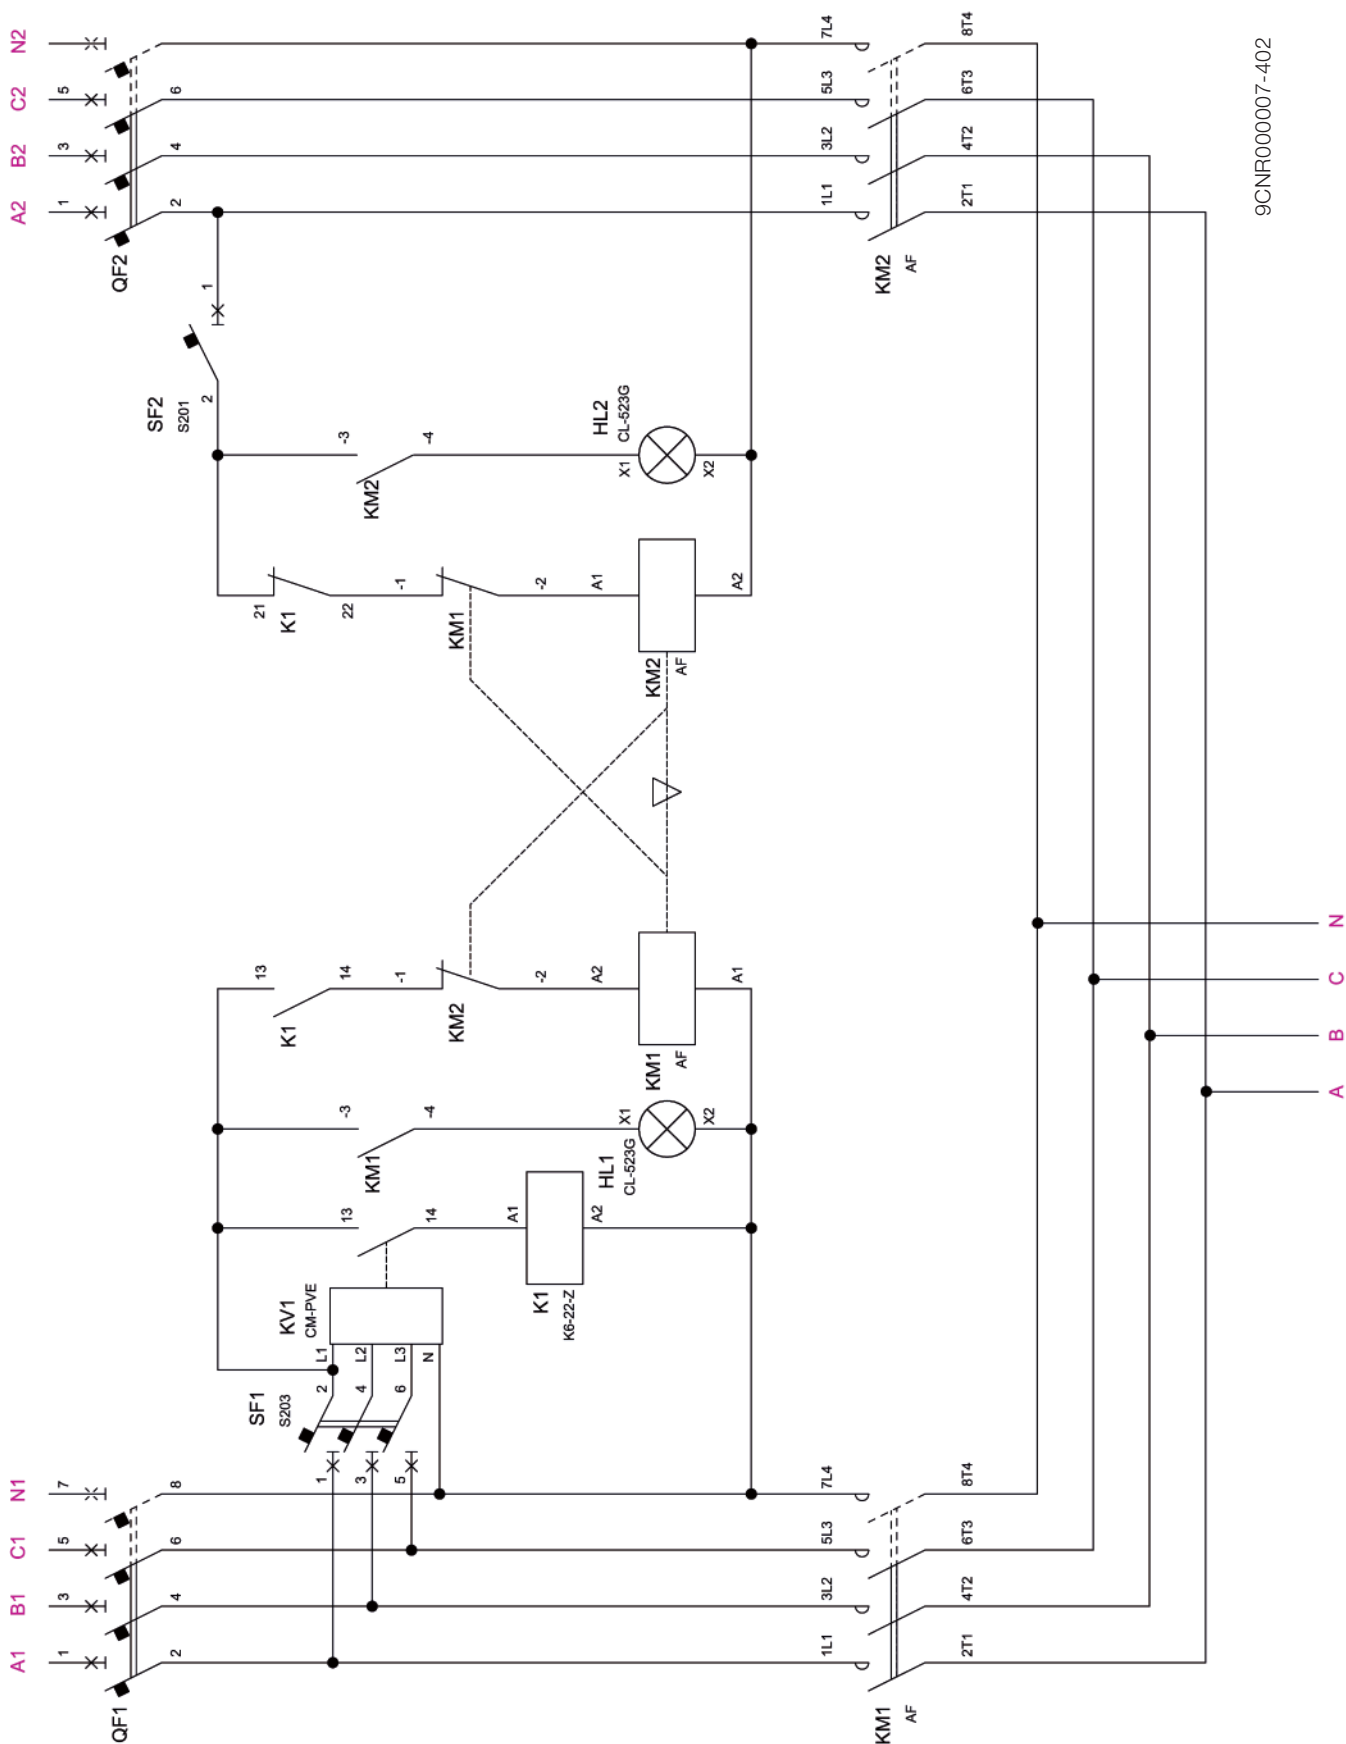 A1 B1 C1 N1
1 3 5 7
QF1
2 4 6 8
SF1
S203
1 3 5
2 4 6
L1 L2 L3 N
KV1
CM-PVE
13
14
A1
K1
K6-22-Z
A2
-3
KM1
-4
HL1
CL-523G
X1
X2
13
K1
14
-1
KM2
-2
A2
KM1
AF
A1
1L1 3L2 5L3 7L4
KM1
AF
2T1 4T2 6T3 8T4
A2 B2 C2 N2
1 3 5
QF2
2 4 6
1
SF2
S201
2
21
K1
22
-1
KM1
-2
A1
KM2
AF
A2
-3
KM2
-4
HL2
CL-523G
X1
X2
1L1 3L2 5L3 7L4
KM2
AF
2T1 4T2 6T3 8T4
A B C N
9CNR000007-402